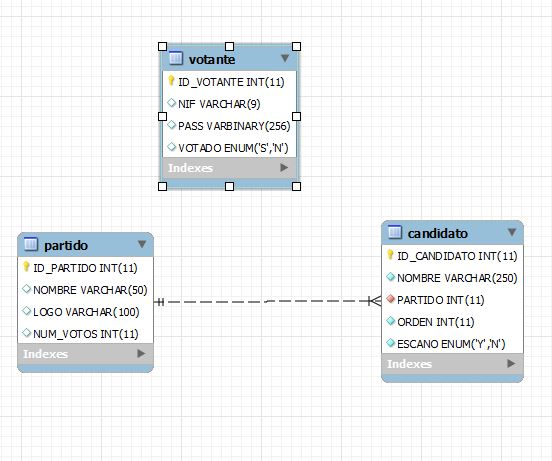 votante
ID_VOTANTE INT(11)
NIF VARCHAR(9)
PASS VARBINARY(256)
VOTADO ENUM('S','N')
Indexes
partido
ID_PARTIDO INT(11)
NOMBRE VARCHAR(50)
LOGO VARCHAR(100)
NUM_VOTOS INT(11)
Indexes
candidato
ID_CANDIDATO INT(11)
NOMBRE VARCHAR(250)
PARTIDO INT(11)
ORDEN INT(11)
ESCANO ENUM('Y','N')
Indexes